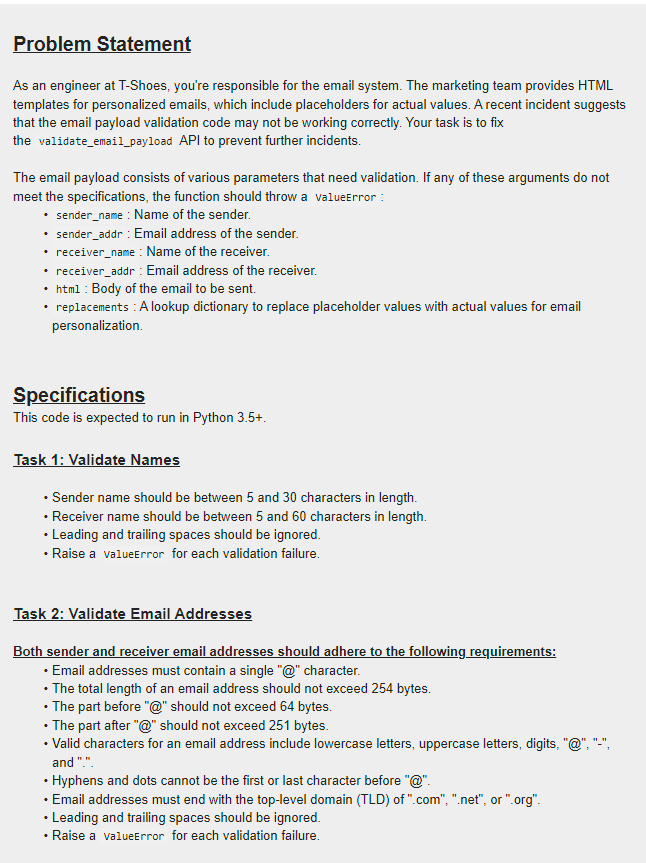 Problem Statement
As an engineer at T-Shoes, you're responsible for the email system. The marketing team provides HTML
templates for personalized emails, which include placeholders for actual values. A recent incident suggests
that the email payload validation code may not be working correctly. Your task is to fix
the validate_email_payload API to prevent further incidents.
The email payload consists of various parameters that need validation. If any of these arguments do not
meet the specifications, the function should throw a ValueError :
• sender_name : Name of the sender.
• sender_addr : Email address of the sender.
• receiver_name : Name of the receiver.
• receiver_addr : Email address of the receiver.
• html : Body of the email to be sent.
• replacements : A lookup dictionary to replace placeholder values with actual values for email
personalization.
Specifications
This code is expected to run in Python 3.5+.
Task 1: Validate Names
• Sender name should be between 5 and 30 characters in length.
• Receiver name should be between 5 and 60 characters in length.
• Leading and trailing spaces should be ignored.
• Raise a ValueError for each validation failure.
Task 2: Validate Email Addresses
Both sender and receiver email addresses should adhere to the following requirements:
• Email addresses must contain a single "@" character.
• The total length of an email address should not exceed 254 bytes.
• The part before "@" should not exceed 64 bytes.
• The part after "@" should not exceed 251 bytes.
• Valid characters for an email address include lowercase letters, uppercase letters, digits, "@", "-",
and ".".
• Hyphens and dots cannot be the first or last character before "@".
• Email addresses must end with the top-level domain (TLD) of ".com", ".net", or ".org".
• Leading and trailing spaces should be ignored.
• Raise a ValueError for each validation failure.